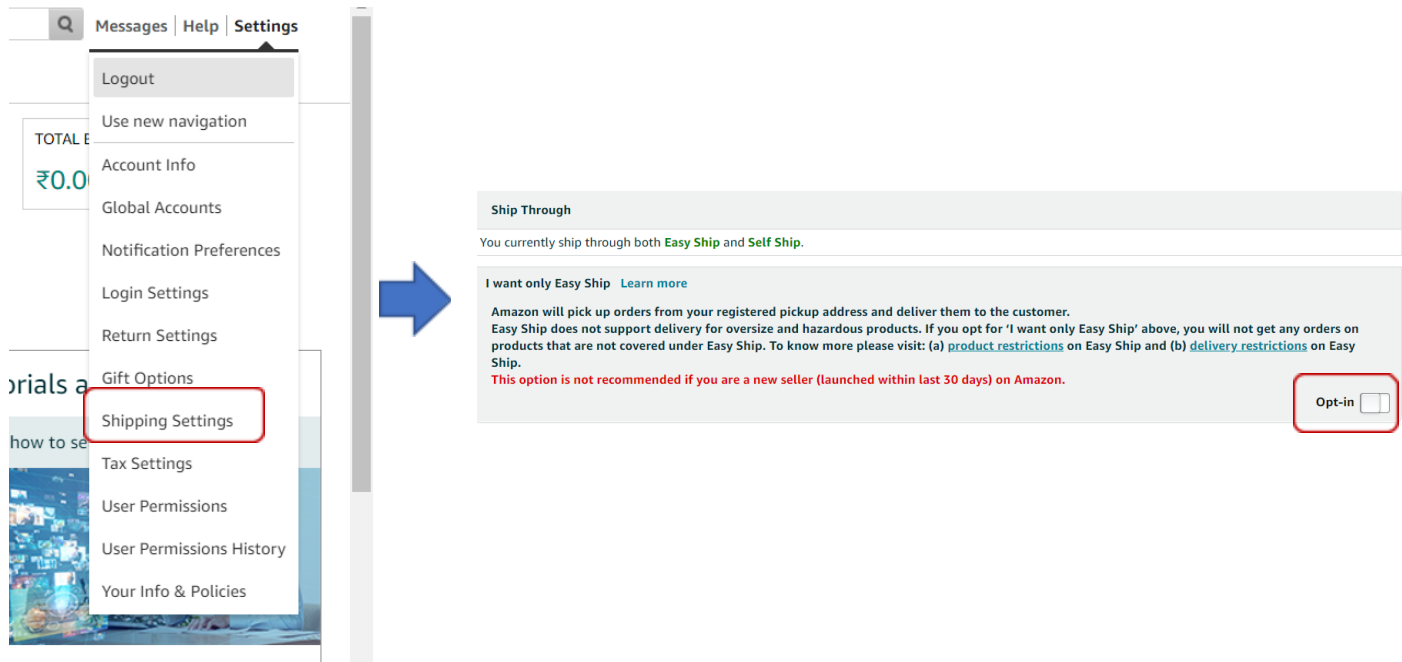 Messages | Help | Settings
Logout
Use new navigation
TOTAL
₹0.0
Account Info
Global Accounts
Notification Preferences
Login Settings
Return Settings
Gift Options
Shipping Settings
how to se
Tax Settings
User Permissions
User Permissions History
Your Info & Policies
Ship Through
You currently ship through both Easy Ship and Self Ship.
I want only Easy Ship Learn more
Amazon will pick up orders from your registered pickup address and deliver them to the customer.
Easy Ship does not support delivery for oversize and hazardous products. If you opt for ‘I want only Easy Ship’ above, you will not get any orders on
products that are not covered under Easy Ship. To know more please visit: (a) product restrictions on Easy Ship and (b) delivery restrictions on Easy
Ship.
This option is not recommended if you are a new seller (launched within last 30 days) on Amazon.
Opt-in